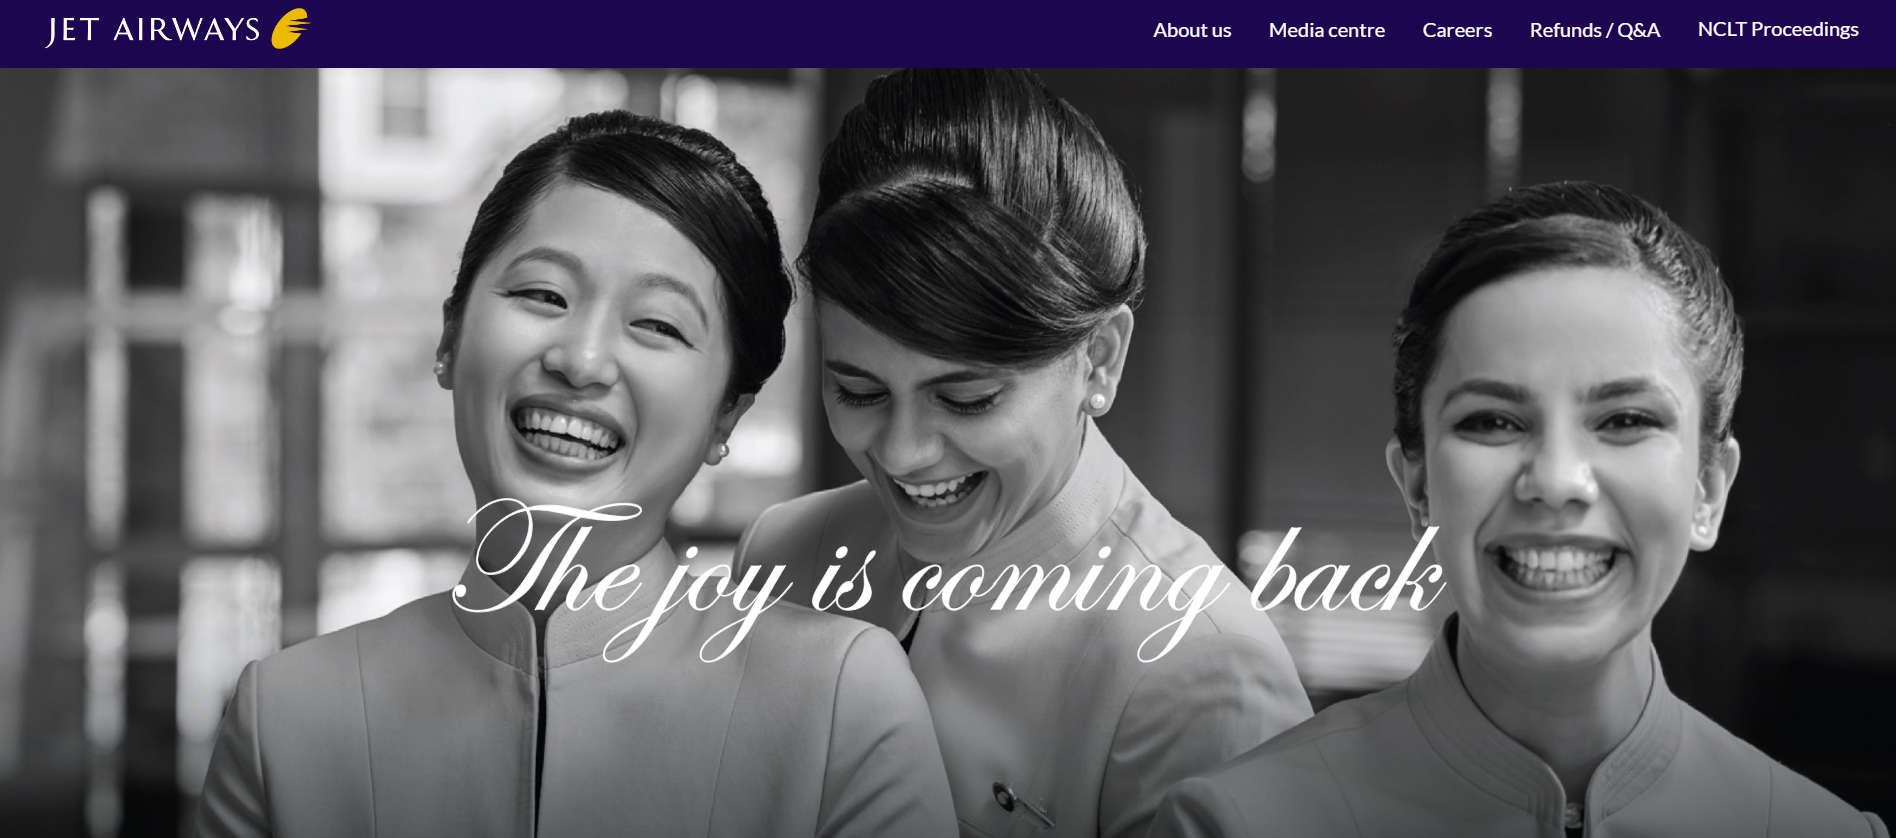 JET AIRWAYS
About us
Media centre
Careers
Refunds / Q&A
NCLT Proceedings
The joy is coming back